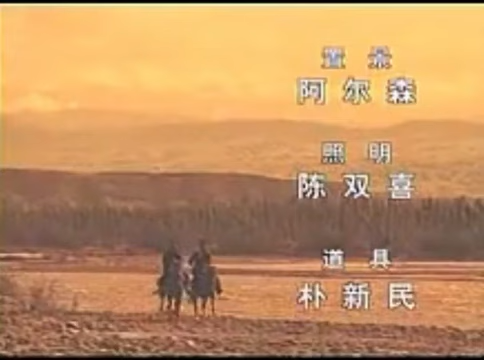 置 景
阿 尔 森
照 明
陈 双 喜
道 具
朴 新 民